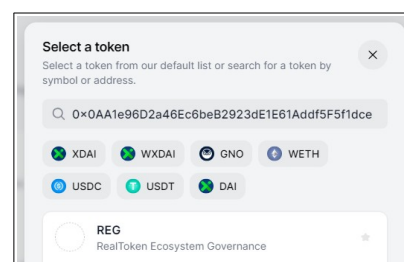 Select a token
Select a token from our default list or search for a token by
symbol or address.
0x0AA1e96D2a46Ec6beB2923dE1E61Addf5F5f1dce
XDAI WXDAI GNO WETH
USDC USDT DAI
REG
RealToken Ecosystem Governance